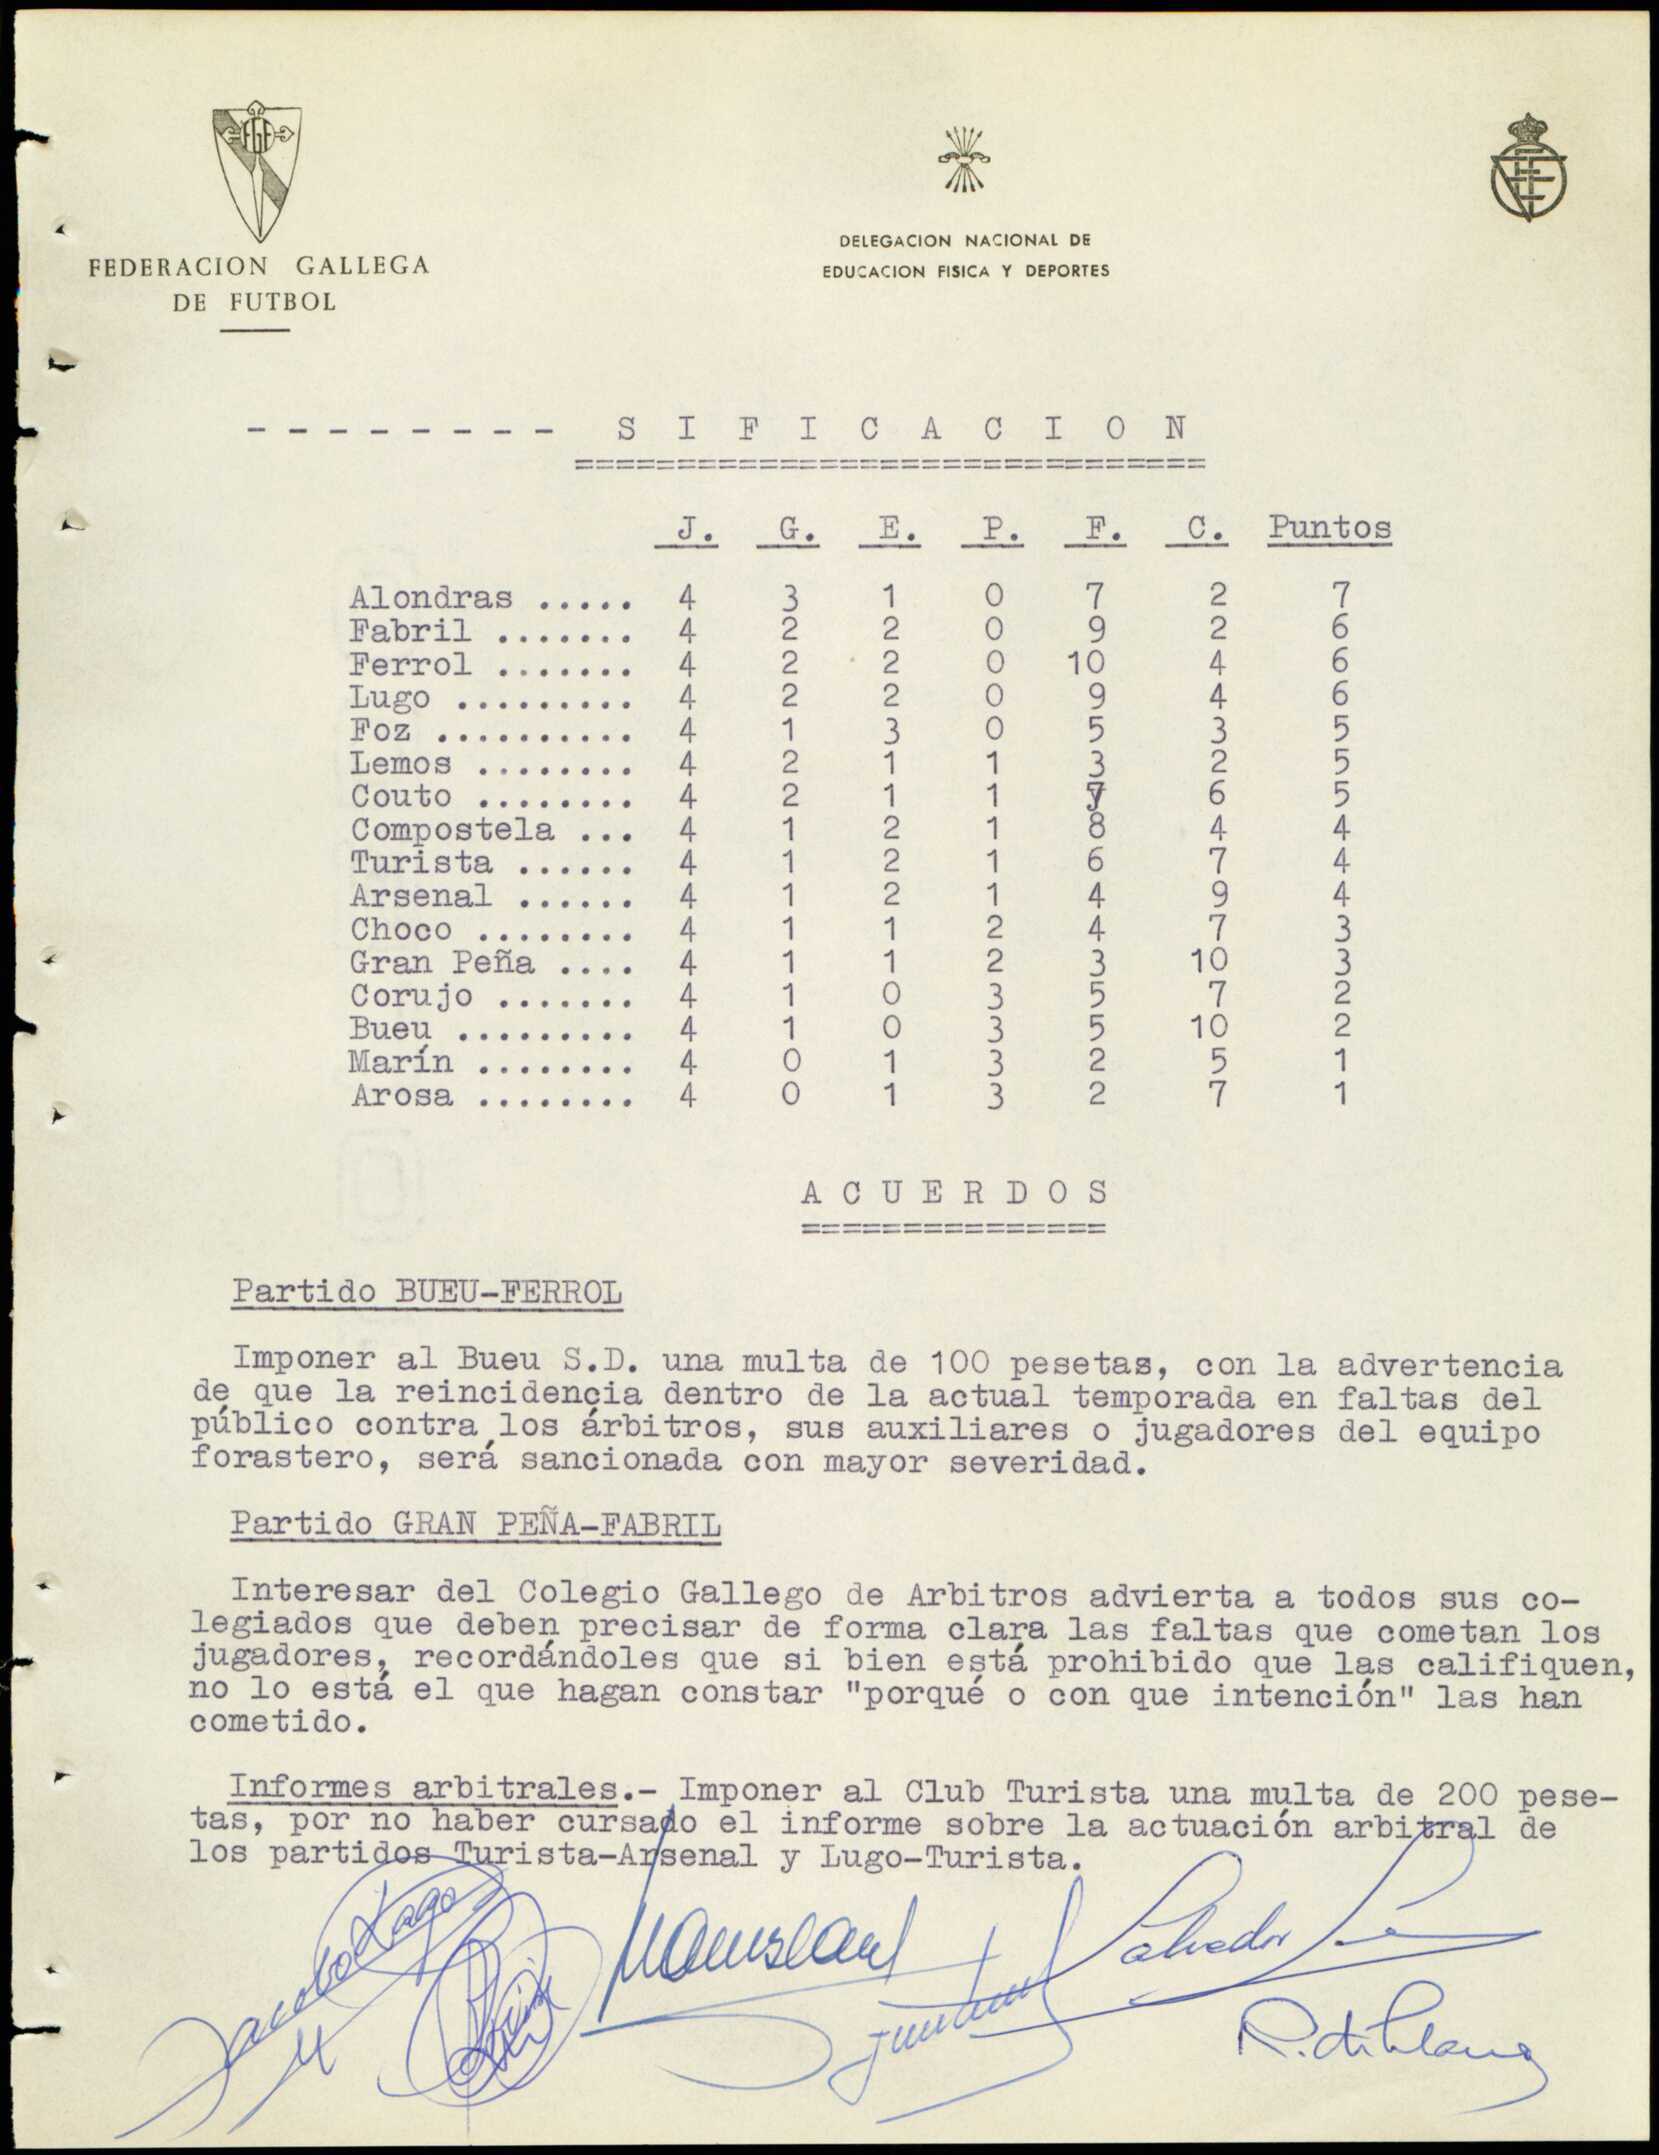 FGF
FEDERACION GALLEGA
DE FUTBOL
DELEGACION NACIONAL DE
EDUCACION FISICA Y DEPORTES
- - - - - - - - S I F I C A C I O N
===============================
J. G. E. P. F. C. Puntos
Alondras ..... 4 3 1 0 7 2 7
Fabril ....... 4 2 2 0 9 2 6
Ferrol ....... 4 2 2 0 10 4 6
Lugo ......... 4 2 2 0 9 4 6
Foz .......... 4 1 3 0 5 3 5
Lemos ........ 4 2 1 1 3 2 5
Couto ........ 4 2 1 1 7 6 5
Compostela ... 4 1 2 1 8 4 4
Turista ...... 4 1 2 1 6 7 4
Arsenal ...... 4 1 2 1 4 9 4
Choco ........ 4 1 1 2 4 7 3
Gran Peña .... 4 1 1 2 3 10 3
Corujo ....... 4 1 0 3 5 7 2
Bueu ......... 4 1 0 3 5 10 2
Marín ........ 4 0 1 3 2 5 1
Arosa ........ 4 0 1 3 2 7 1
A C U E R D O S
===============
Partido BUEU-FERROL
Imponer al Bueu S.D. una multa de 100 pesetas, con la advertencia
de que la reincidencia dentro de la actual temporada en faltas del
público contra los árbitros, sus auxiliares o jugadores del equipo
forastero, será sancionada con mayor severidad.
Partido GRAN PEÑA-FABRIL
Interesar del Colegio Gallego de Arbitros advierta a todos sus co-
legiados que deben precisar de forma clara las faltas que cometan los
jugadores, recordándoles que si bien está prohibido que las califiquen,
no lo está el que hagan constar "porqué o con que intención" las han
cometido.
Informes arbitrales.- Imponer al Club Turista una multa de 200 pese-
tas, por no haber cursado el informe sobre la actuación arbitral de
los partidos Turista-Arsenal y Lugo-Turista.
Jacobo Lago
Salvador